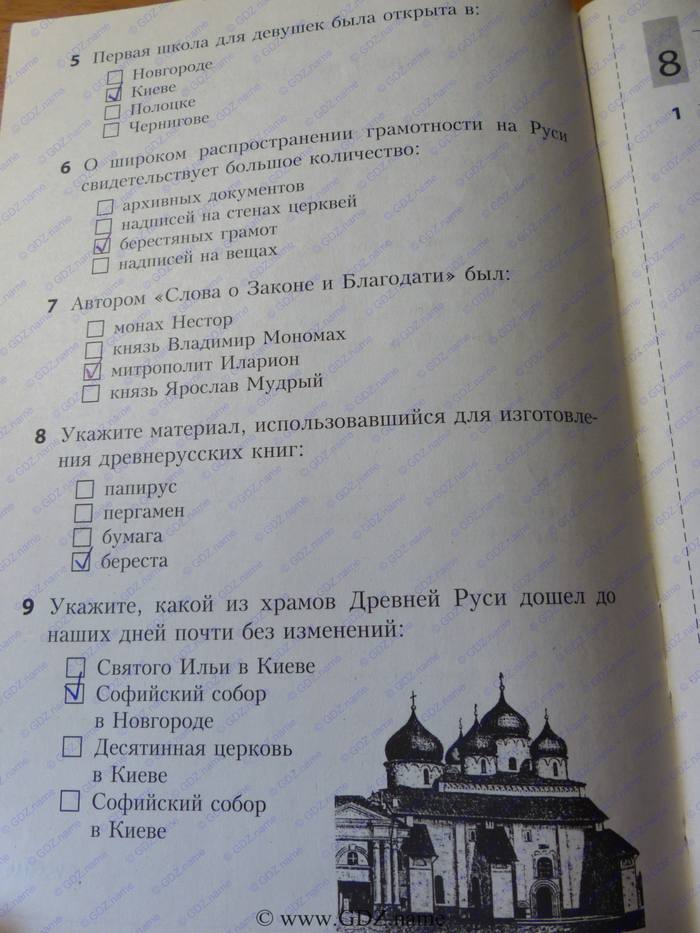 5 Первая школа для девушек была открыта в:
Новгороде
Киеве
Полоцке
Чернигове
6 О широком распространении грамотности на Руси
свидетельствует большое количество:
архивных документов
надписей на стенах церквей
берестяных грамот
надписей на вещах
7 Автором «Слова о Законе и Благодати» был:
монах Нестор
князь Владимир Мономах
митрополит Иларион
князь Ярослав Мудрый
8 Укажите материал, использовавшийся для изготовле-
ния древнерусских книг:
папирус
пергамен
бумага
береста
9 Укажите, какой из храмов Древней Руси дошел до
наших дней почти без изменений:
Святого Ильи в Киеве
Софийский собор
в Новгороде
Десятинная церковь
в Киеве
Софийский собор
в Киеве
8
1
© www.GDZ.name